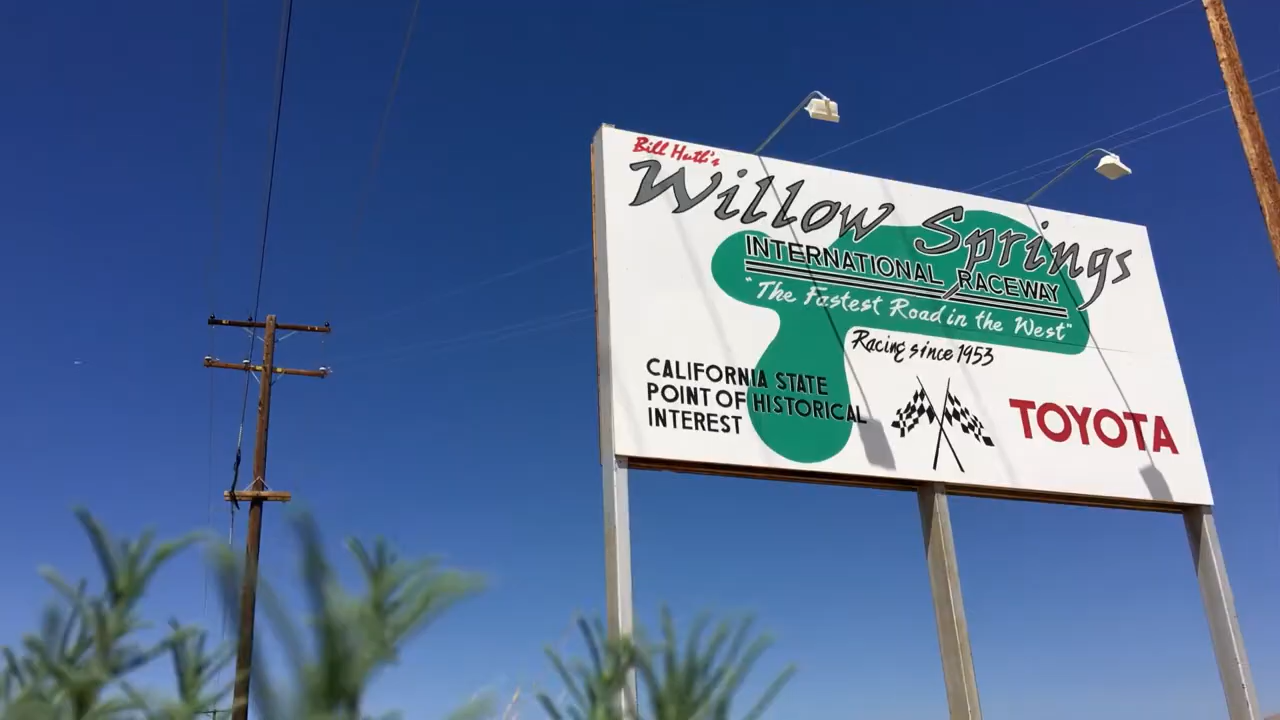 Bill Huth's
Willow Springs
INTERNATIONAL RACEWAY
"The Fastest Road in the West"
Racing since 1953
CALIFORNIA STATE
POINT OF HISTORICAL
INTEREST
TOYOTA